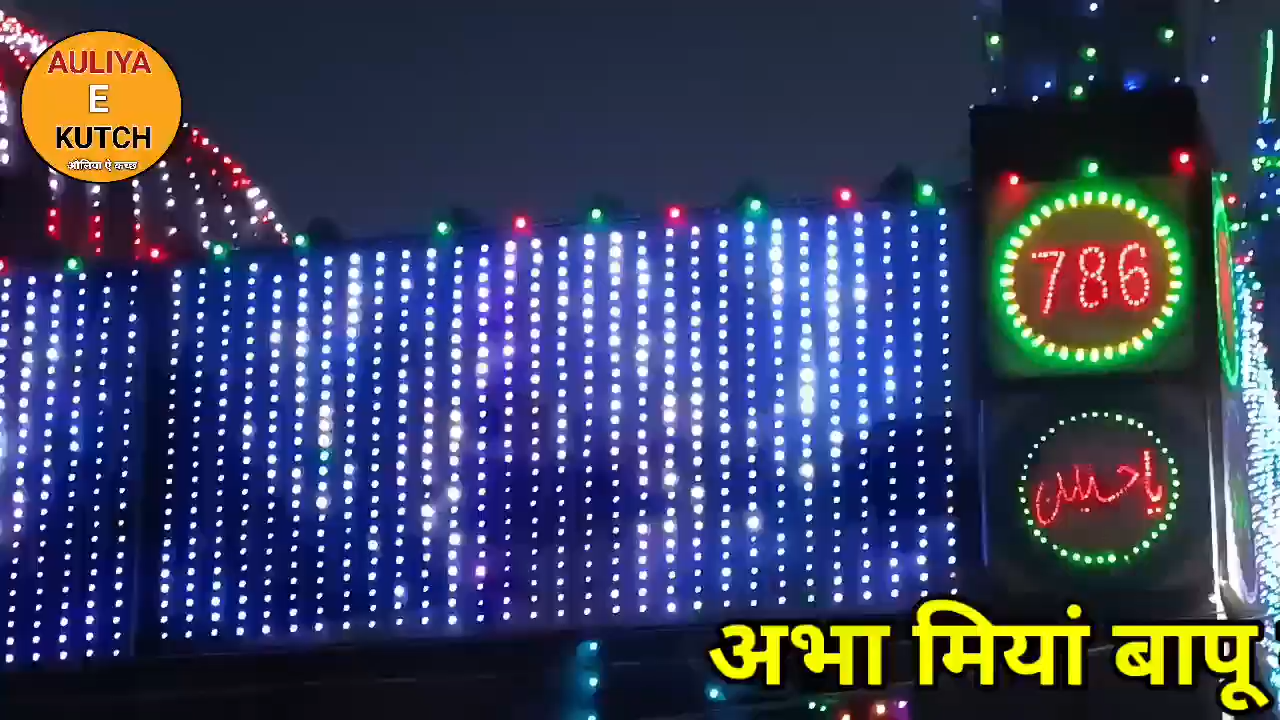 AULIYA
E
KUTCH
औलिया ऐ कच्छ
786
یا حسین
अभा मियां बापू